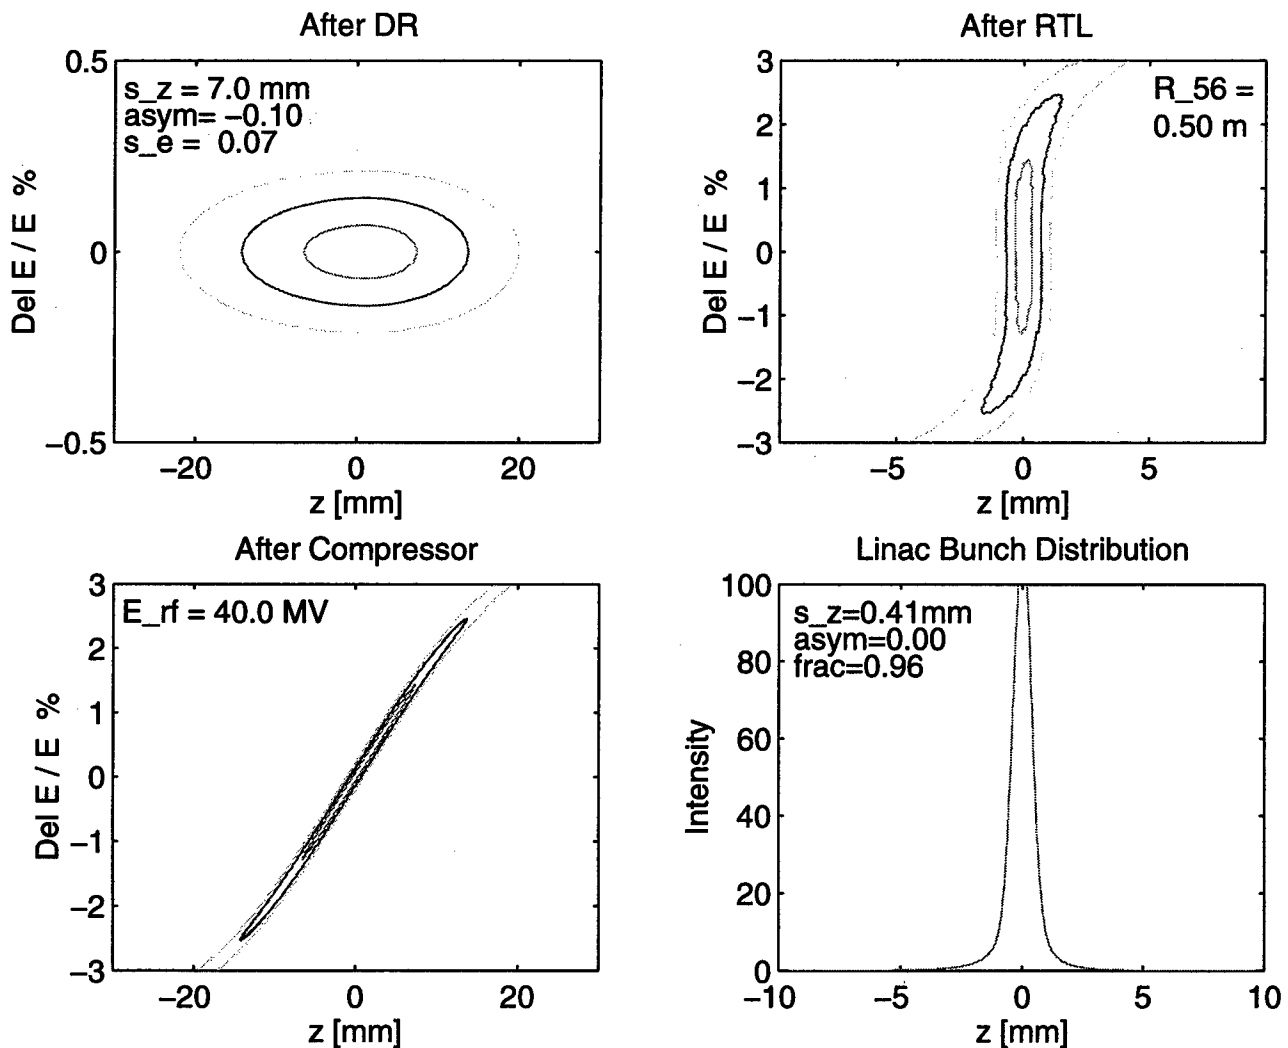 After DR
0.5
s_z = 7.0 mm
asym= −0.10
s_e = 0.07
0
−0.5
Del E / E %
−20 0 20
z [mm]
After RTL
3
R_56 =
0.50 m
2
1
0
−1
−2
−3
Del E / E %
−5 0 5
z [mm]
After Compressor
3
E_rf = 40.0 MV
2
1
0
−1
−2
−3
Del E / E %
−20 0 20
z [mm]
Linac Bunch Distribution
100
s_z=0.41mm
asym=0.00
frac=0.96
80
60
40
20
0
Intensity
−10 −5 0 5 10
z [mm]